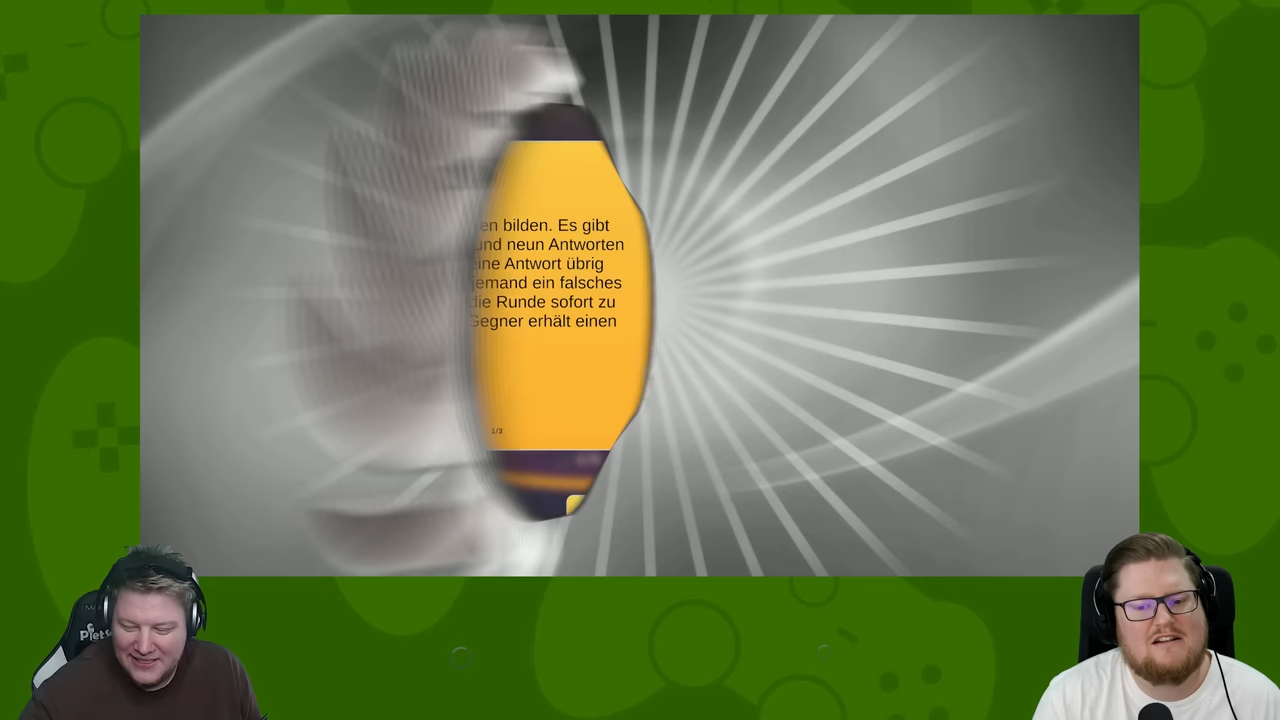 en bilden. Es gibt
und neun Antworten
eine Antwort übrig
jemand ein falsches
die Runde sofort zu
Gegner erhält einen
1/3